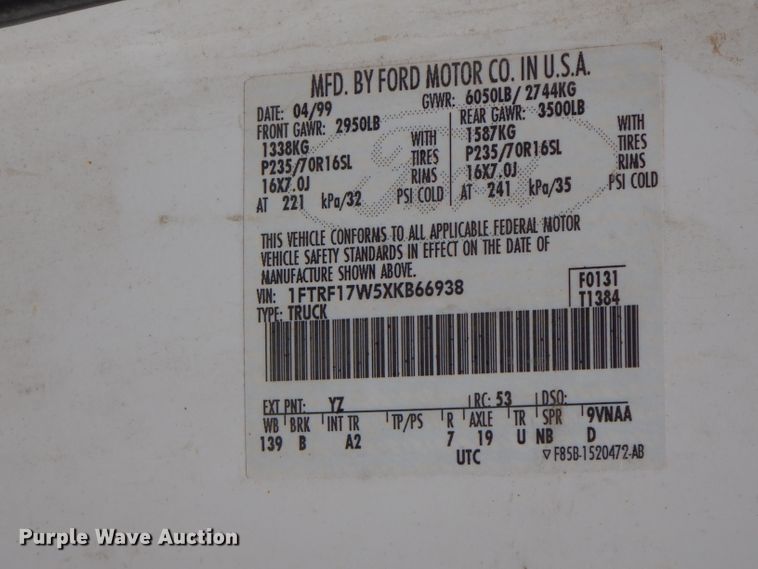 MFD. BY FORD MOTOR CO. IN U.S.A.
DATE: 04/99 GVWR: 6050LB/ 2744KG
FRONT GAWR: 2950LB REAR GAWR: 3500LB
1338KG WITH 1587KG WITH
P235/70R16SL TIRES P235/70R16SL TIRES
16X7.0J RIMS 16X7.0J RIMS
AT 221 kPa/32 PSI COLD AT 241 kPa/35 PSI COLD
THIS VEHICLE CONFORMS TO ALL APPLICABLE FEDERAL MOTOR
VEHICLE SAFETY STANDARDS IN EFFECT ON THE DATE OF
MANUFACTURE SHOWN ABOVE.
VIN: 1FTRF17W5XKB66938 F0131
TYPE: TRUCK T1384
EXT PNT: YZ RC: 53 DSO:
WB BRK INT TR TP/PS R AXLE TR SPR 9VNAA
139 B A2 7 19 U NB D
UTC ▽F85B-1520472-AB
Purple Wave Auction